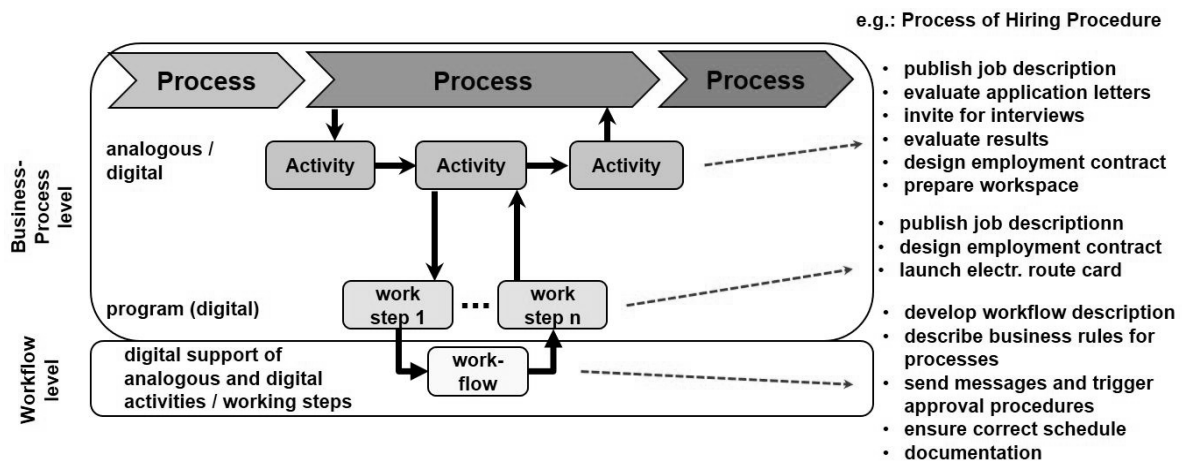 e.g.: Process of Hiring Procedure
Process
Process
Process
analogous /
digital
Activity
Activity
Activity
Business-
Process
level
program (digital)
work
step 1
...
work
step n
Workflow
level
digital support of
analogous and digital
activities / working steps
work-
flow
• publish job description
• evaluate application letters
• invite for interviews
• evaluate results
• design employment contract
• prepare workspace
• publish job descriptionn
• design employment contract
• launch electr. route card
• develop workflow description
• describe business rules for
processes
• send messages and trigger
approval procedures
• ensure correct schedule
• documentation